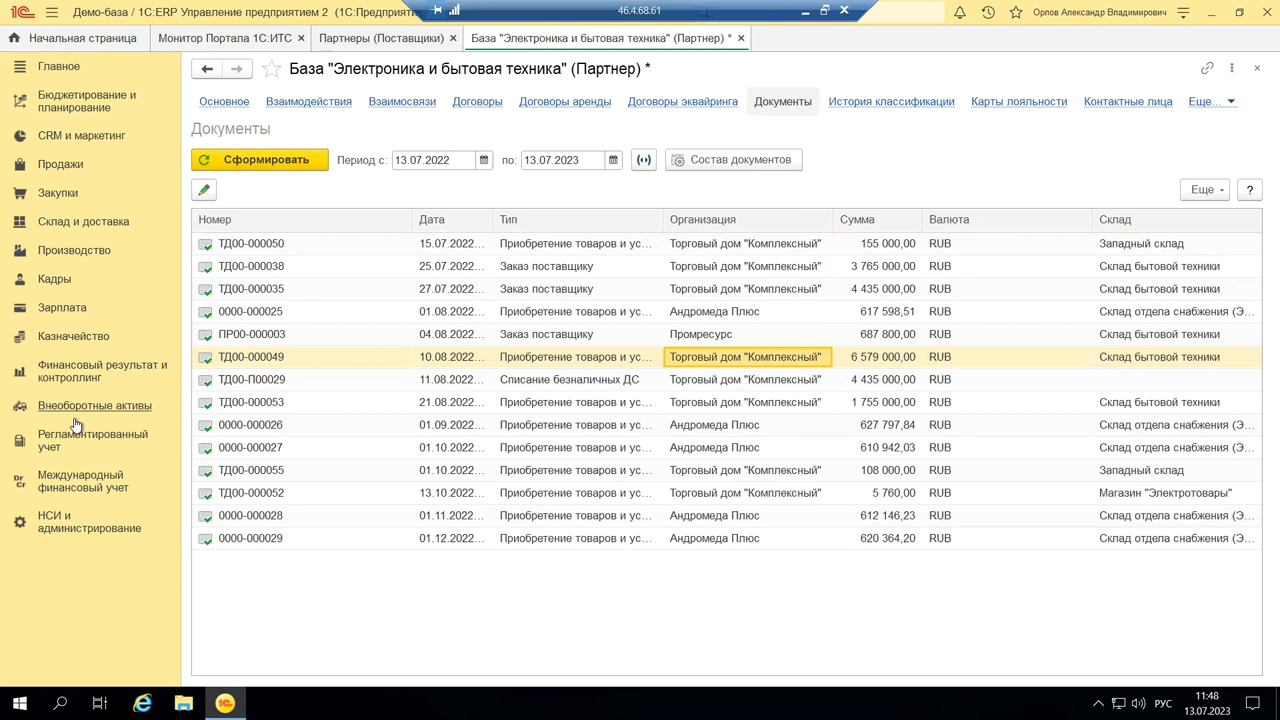 Демо-база / 1С:ERP Управление предприятием 2 (1С:Предприяти
46.4.68.61
Орлов Александр Владимирович
Начальная страница
Монитор Портала 1С:ИТС
Партнеры (Поставщики)
База "Электроника и бытовая техника" (Партнер) *
Главное
Бюджетирование и
планирование
CRM и маркетинг
Продажи
Закупки
Склад и доставка
Производство
Кадры
Зарплата
Казначейство
Финансовый результат и
контроллинг
Внеоборотные активы
Регламентированный
учет
Международный
финансовый учет
НСИ и
администрирование
База "Электроника и бытовая техника" (Партнер) *
Основное Взаимодействия Взаимосвязи Договоры Договоры аренды Договоры эквайринга Документы История классификации Карты лояльности Контактные лица Еще...
Документы
Сформировать Период с: 13.07.2022 по: 13.07.2023 Состав документов
Еще ?
Номер Дата Тип Организация Сумма Валюта Склад
ТД00-000050 15.07.2022... Приобретение товаров и ус... Торговый дом "Комплексный" 155 000,00 RUB Западный склад
ТД00-000038 25.07.2022... Заказ поставщику Торговый дом "Комплексный" 3 765 000,00 RUB Склад бытовой техники
ТД00-000035 27.07.2022... Заказ поставщику Торговый дом "Комплексный" 4 435 000,00 RUB Склад бытовой техники
0000-000025 01.08.2022... Приобретение товаров и ус... Андромеда Плюс 617 598,51 RUB Склад отдела снабжения (Э...
ПР00-000003 04.08.2022... Заказ поставщику Промресурс 687 800,00 RUB Склад бытовой техники
ТД00-000049 10.08.2022... Приобретение товаров и ус... Торговый дом "Комплексный" 6 579 000,00 RUB Склад бытовой техники
ТД00-П00029 11.08.2022... Списание безналичных ДС Торговый дом "Комплексный" 4 435 000,00 RUB
ТД00-000053 21.08.2022... Приобретение товаров и ус... Торговый дом "Комплексный" 1 755 000,00 RUB Склад бытовой техники
0000-000026 01.09.2022... Приобретение товаров и ус... Андромеда Плюс 627 797,84 RUB Склад отдела снабжения (Э...
0000-000027 01.10.2022... Приобретение товаров и ус... Андромеда Плюс 610 942,03 RUB Склад отдела снабжения (Э...
ТД00-000055 01.10.2022... Приобретение товаров и ус... Торговый дом "Комплексный" 108 000,00 RUB Западный склад
ТД00-000052 13.10.2022... Приобретение товаров и ус... Торговый дом "Комплексный" 5 760,00 RUB Магазин "Электротовары"
0000-000028 01.11.2022... Приобретение товаров и ус... Андромеда Плюс 612 146,23 RUB Склад отдела снабжения (Э...
0000-000029 01.12.2022... Приобретение товаров и ус... Андромеда Плюс 620 364,20 RUB Склад отдела снабжения (Э...
РУС
11:48
13.07.2023